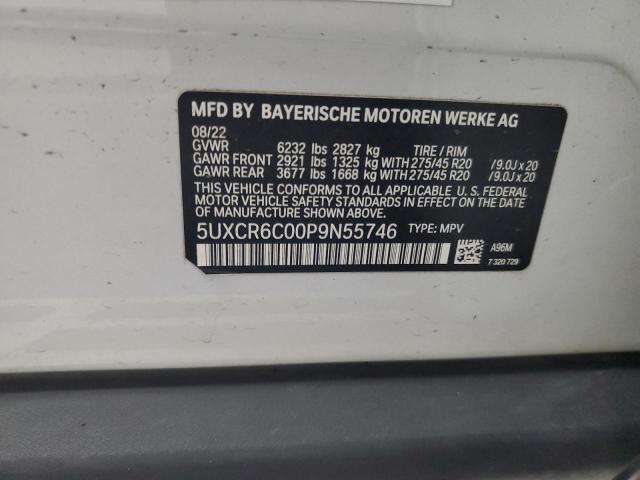 MFD BY BAYERISCHE MOTOREN WERKE AG
08/22
GVWR 6232 lbs 2827 kg TIRE / RIM
GAWR FRONT 2921 lbs 1325 kg WITH 275/45 R20 /9.0J x 20
GAWR REAR 3677 lbs 1668 kg WITH 275/45 R20 /9.0J x 20
THIS VEHICLE CONFORMS TO ALL APPLICABLE U.S. FEDERAL
MOTOR VEHICLE SAFETY STANDARDS IN EFFECT ON THE
DATE OF MANUFACTURE SHOWN ABOVE.
5UXCR6C00P9N55746 TYPE: MPV
A96M
7 320 729